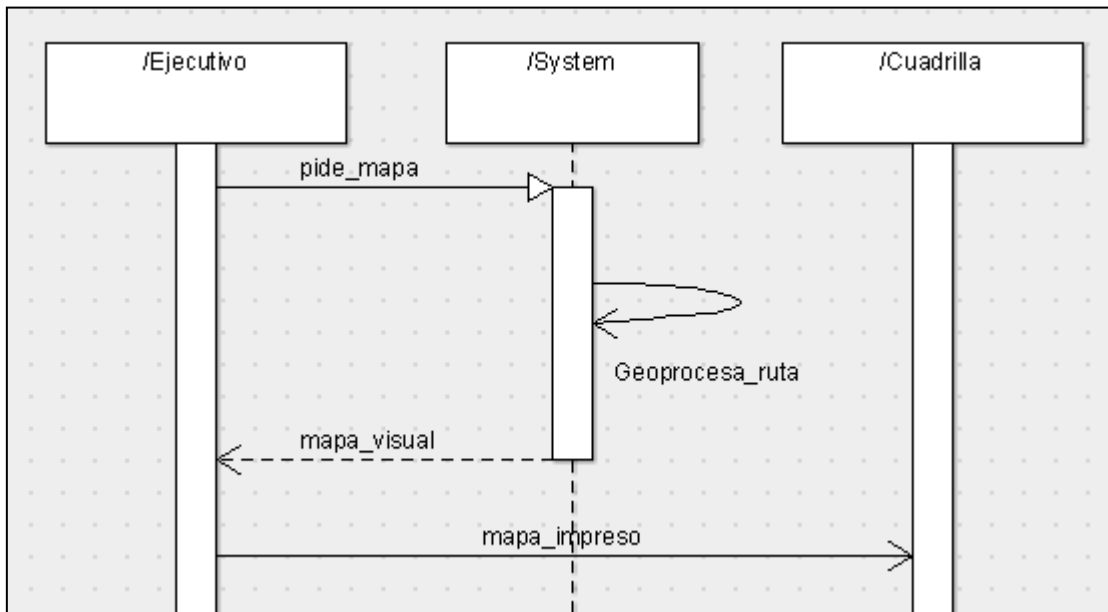 /Ejecutivo
/System
/Cuadrilla
pide_mapa
Geoprocesa_ruta
mapa_visual
mapa_impreso